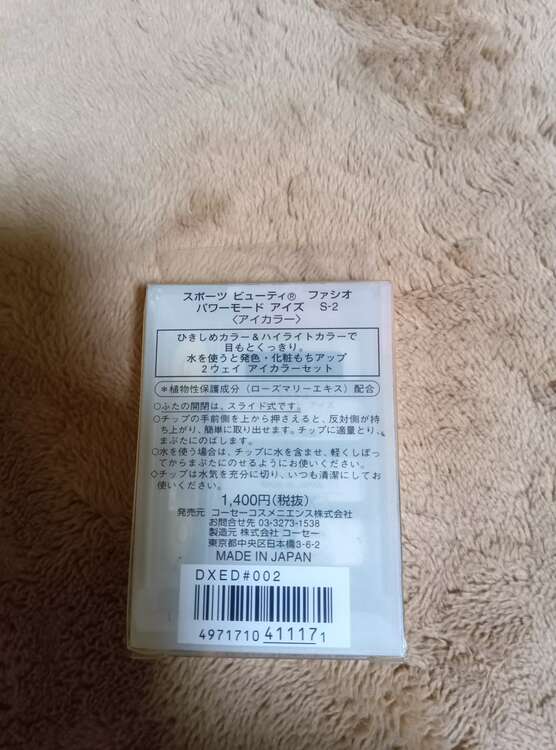 スポーツ ビューティ® ファシオ
パワーモード アイズ S-2
〈アイカラー〉
ひきしめカラー&ハイライトカラーで
目もとくっきり。
水を使うと発色・化粧もちアップ
2ウェイ アイカラーセット
*植物性保護成分(ローズマリーエキス)配合
○ふたの開閉は、スライド式です。
○チップの手前側を上から押さえると、反対側が持
ち上がり、簡単に取り出せます。チップに適量とり、
まぶたにのばします。
○水を使う場合は、チップに水を含ませ、軽くしぼっ
てからまぶたにのせるようにお使いください。
◇チップは水気を充分に切り、いつも清潔にしてお
使いください。
1,400円(税抜)
発売元 コーセーコスメニエンス株式会社
お問合せ先 03-3273-1538
製造元 株式会社 コーセー
東京都中央区日本橋3-6-2
MADE IN JAPAN
DXED#002
4971710 411171